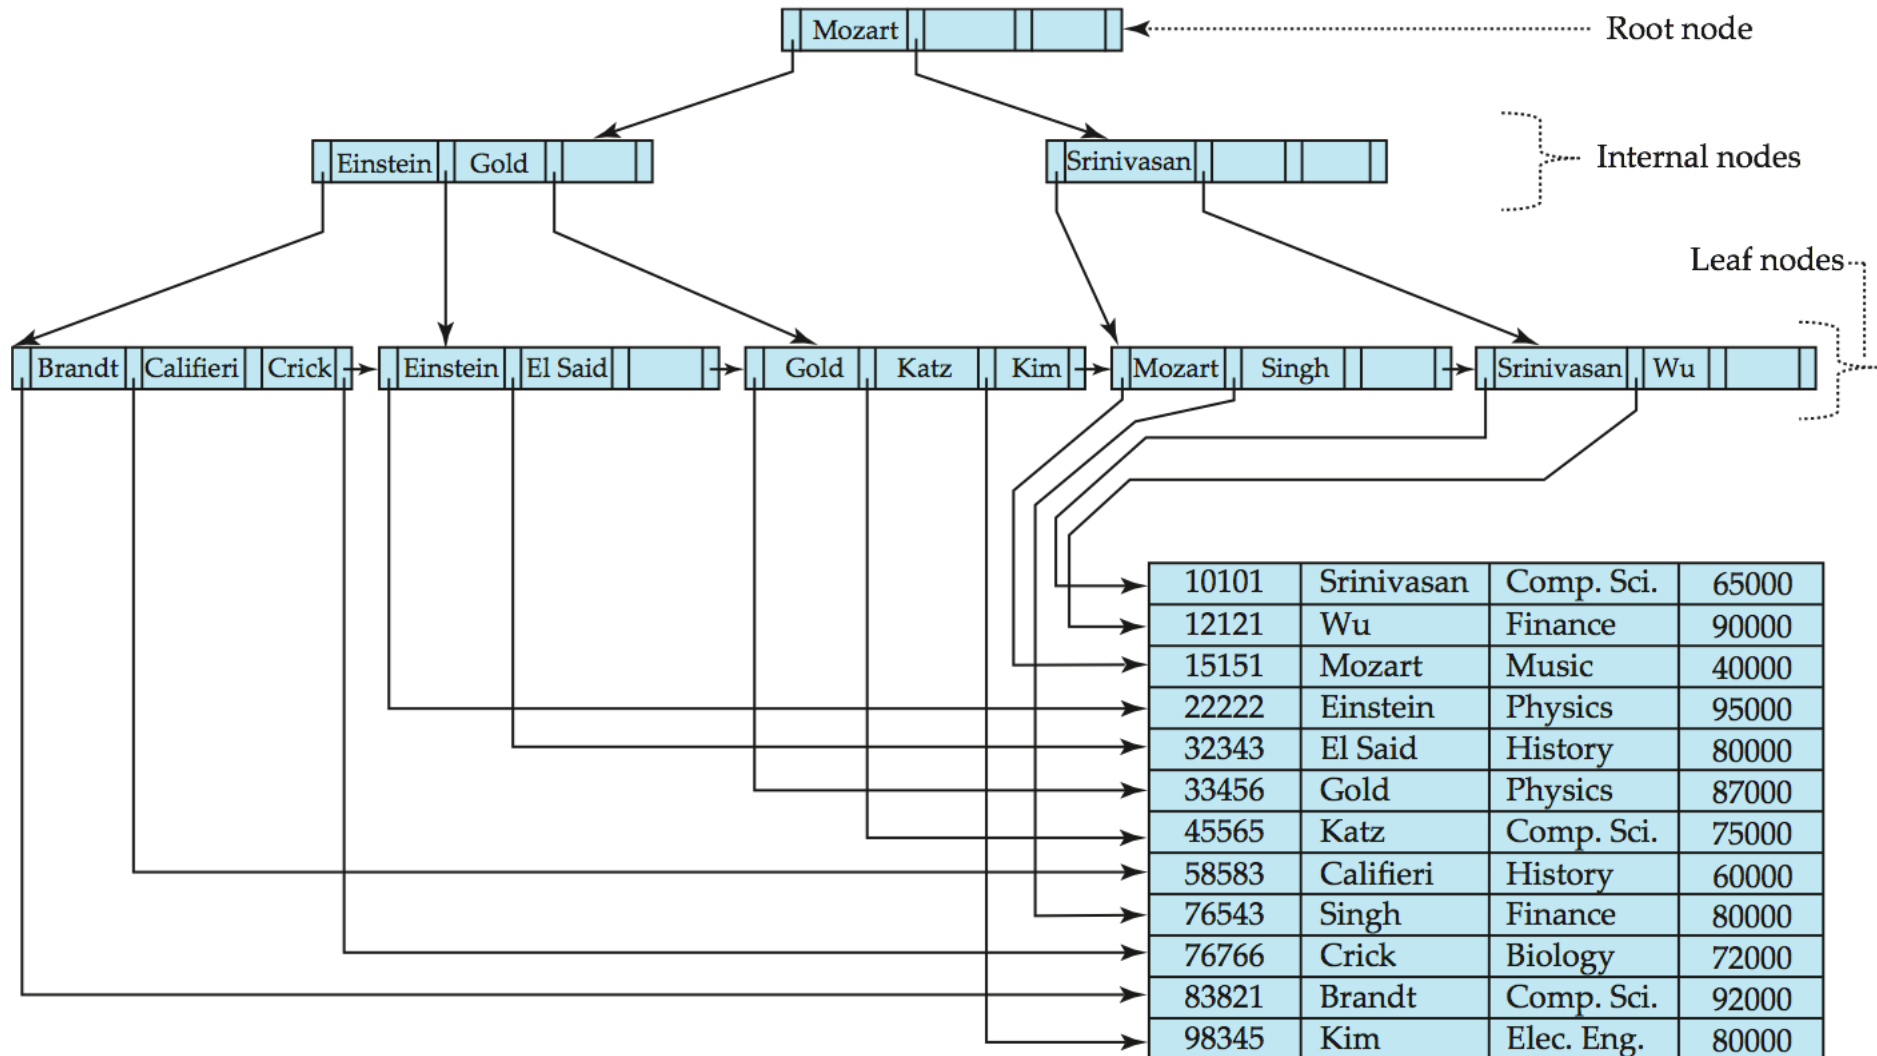 Mozart
Root node
Einstein Gold
Srinivasan
Internal nodes
Leaf nodes
Brandt Califieri Crick Einstein El Said Gold Katz Kim Mozart Singh Srinivasan Wu
10101 Srinivasan Comp. Sci. 65000
12121 Wu Finance 90000
15151 Mozart Music 40000
22222 Einstein Physics 95000
32343 El Said History 80000
33456 Gold Physics 87000
45565 Katz Comp. Sci. 75000
58583 Califieri History 60000
76543 Singh Finance 80000
76766 Crick Biology 72000
83821 Brandt Comp. Sci. 92000
98345 Kim Elec. Eng. 80000